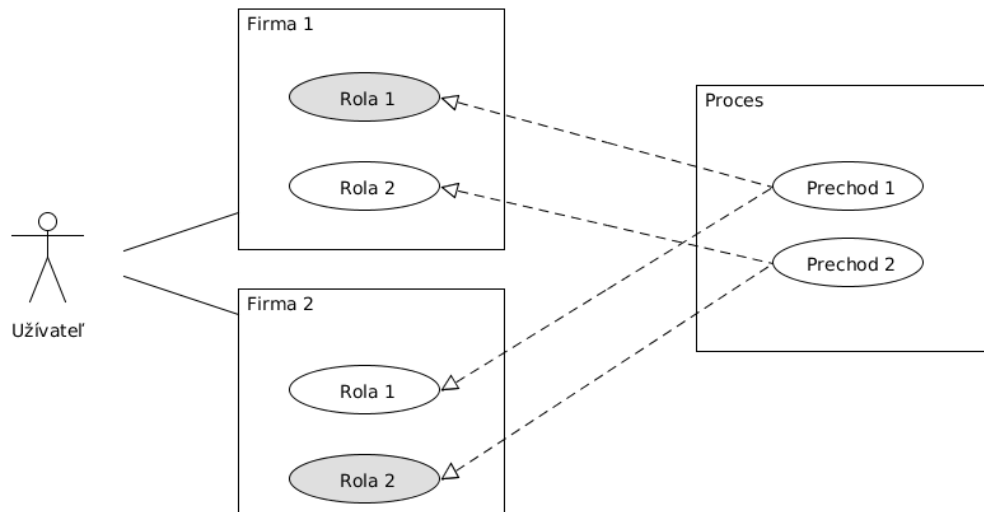 Firma 1
Rola 1
Rola 2
Užívateľ
Firma 2
Rola 1
Rola 2
Proces
Prechod 1
Prechod 2